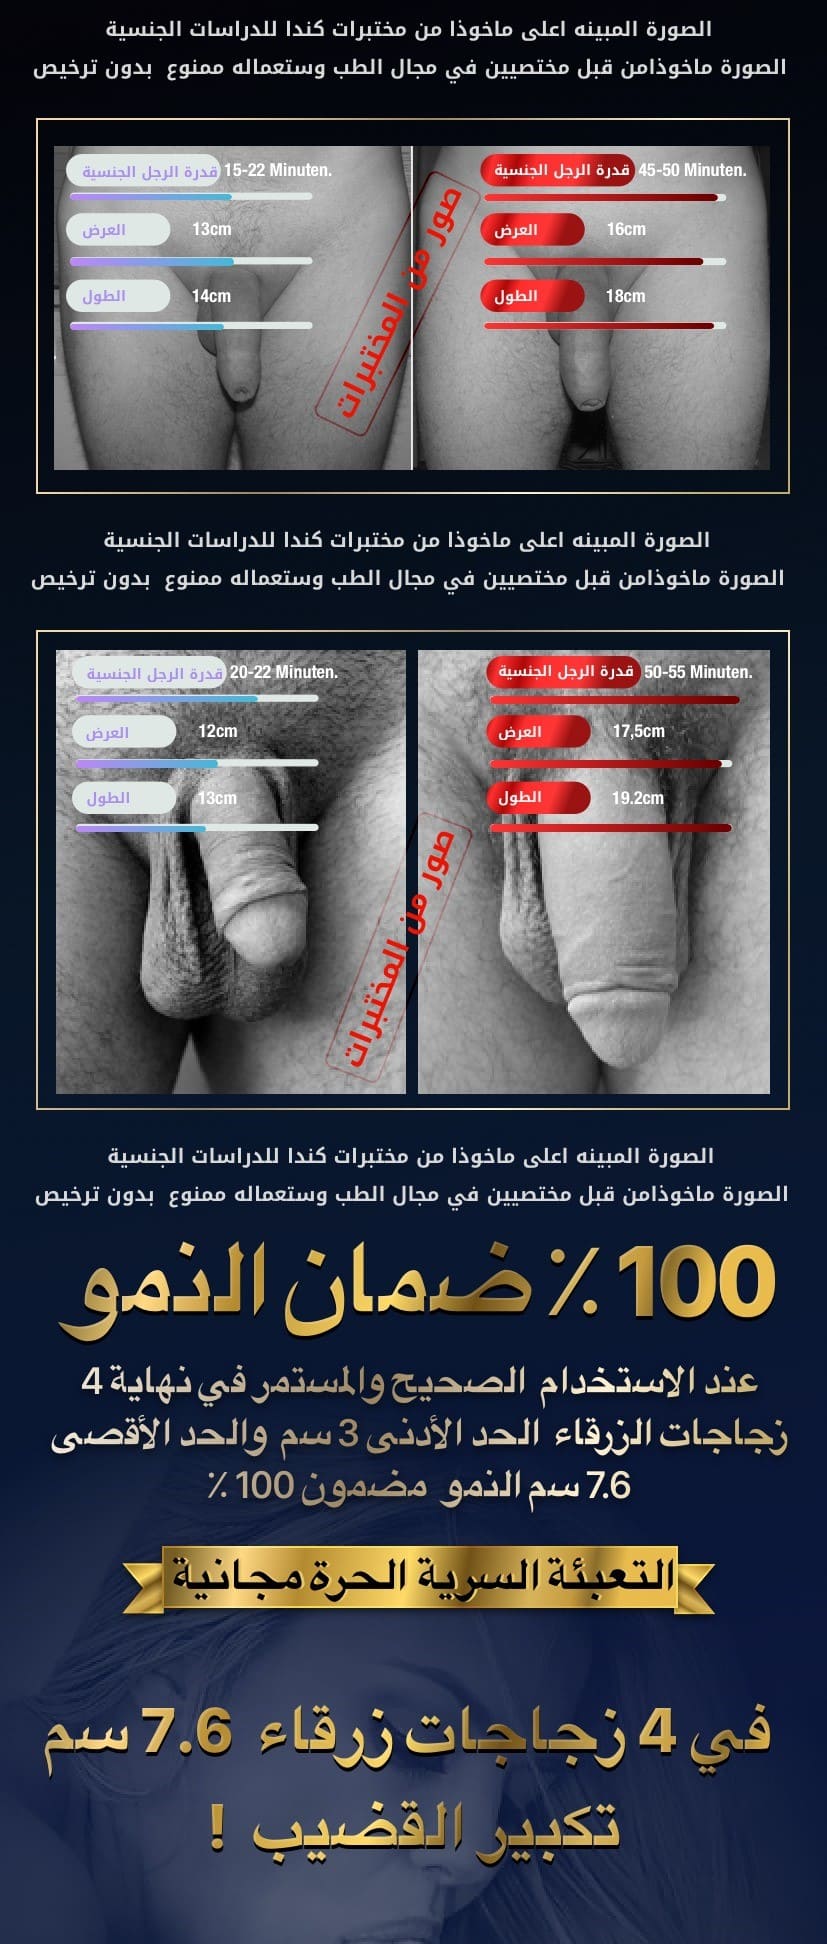 الصورة المبينه اعلى ماخوذا من مختبرات كندا للدراسات الجنسية
الصورة ماخوذامن قبل مختصيين في مجال الطب وستعماله ممنوع بدون ترخيص
قدرة الرجل الجنسية 15-22 Minuten.
العرض 13cm
الطول 14cm
قدرة الرجل الجنسية 45-50 Minuten.
العرض 16cm
الطول 18cm
صور من المختبرات
الصورة المبينه اعلى ماخوذا من مختبرات كندا للدراسات الجنسية
الصورة ماخوذامن قبل مختصيين في مجال الطب وستعماله ممنوع بدون ترخيص
قدرة الرجل الجنسية 20-22 Minuten.
العرض 12cm
الطول 13cm
قدرة الرجل الجنسية 50-55 Minuten.
العرض 17,5cm
الطول 19.2cm
صور من المختبرات
الصورة المبينه اعلى ماخوذا من مختبرات كندا للدراسات الجنسية
الصورة ماخوذامن قبل مختصيين في مجال الطب وستعماله ممنوع بدون ترخيص
100 ٪ ضمان النمو
عند الاستخدام الصحيح والمستمر في نهاية 4
زجاجات الزرقاء الحد الأدنى 3 سم والحد الأقصى
7.6 سم النمو مضمون 100 ٪
التعبئة السرية الحرة مجانية
في 4 زجاجات زرقاء 7.6 سم
تكبير القضيب !